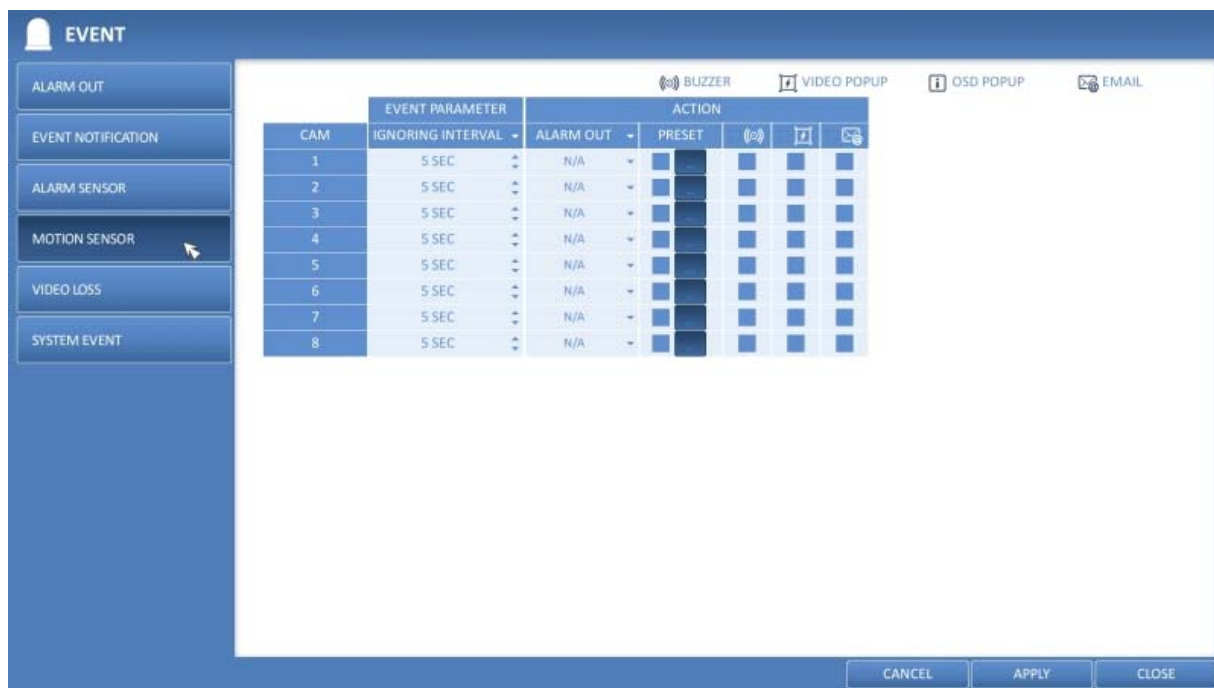 EVENT
ALARM OUT
EVENT NOTIFICATION
ALARM SENSOR
MOTION SENSOR
VIDEO LOSS
SYSTEM EVENT
BUZZER VIDEO POPUP OSD POPUP EMAIL
EVENT PARAMETER ACTION
CAM IGNORING INTERVAL ALARM OUT PRESET
1 5 SEC N/A ...
2 5 SEC N/A ...
3 5 SEC N/A ...
4 5 SEC N/A ...
5 5 SEC N/A ...
6 5 SEC N/A ...
7 5 SEC N/A ...
8 5 SEC N/A ...
CANCEL APPLY CLOSE